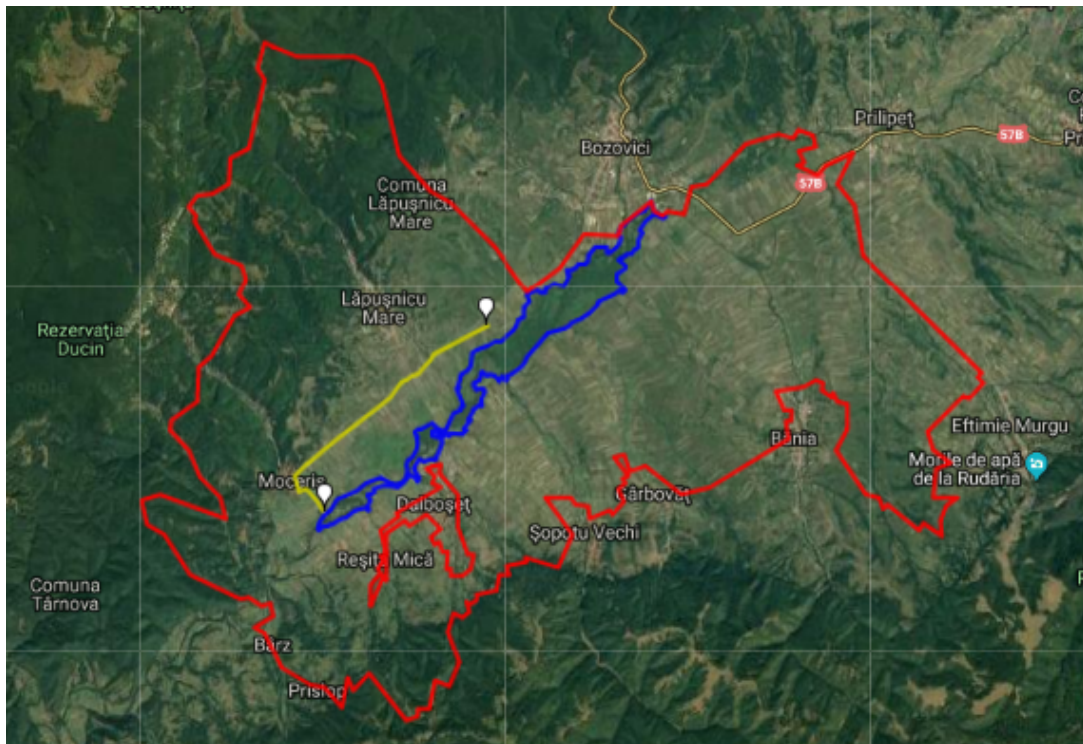 Prilipeț
57B
Bozovici
57B
Comuna
Lăpușnicu
Mare
Lăpușnicu
Mare
Rezervația
Ducin
Eftimie Murgu
Bănia
Morile de apă
de la Rudăria
Moceriș
Dalboșeț
Gârbovăț
Șopotu Vechi
Reșița Mică
Comuna
Târnova
Bârz
Prislop